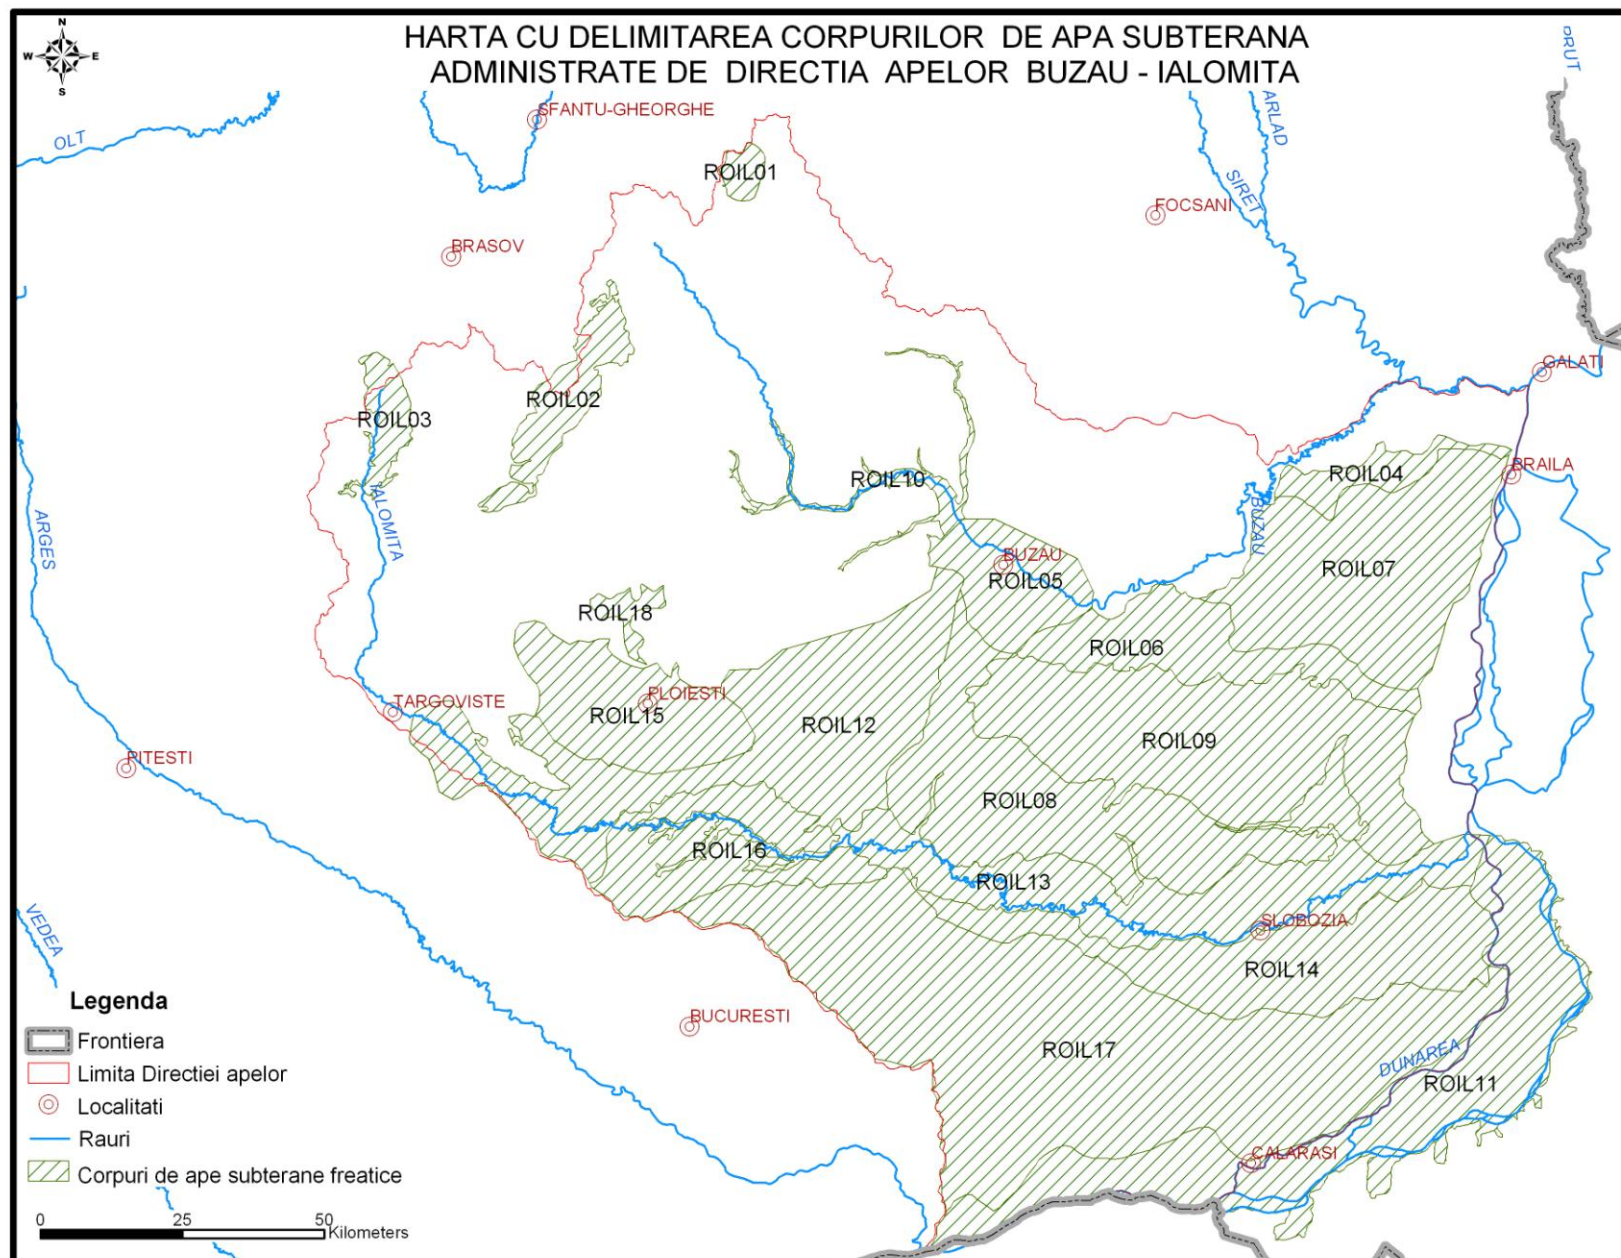 HARTA CU DELIMITAREA CORPURILOR DE APA SUBTERANA
ADMINISTRATE DE DIRECTIA APELOR BUZAU - IALOMITA
N
W E
S
PRUT
OLT
SFANTU-GHEORGHE
ARLAD
ROIL01
SIRET
FOCSANI
BRASOV
GALATI
ROIL02
ROIL03
BRAILA
ROIL04
ROIL10
IALOMITA
BUZAU
ARGES
BUZAU
ROIL05
ROIL07
ROIL18
ROIL06
TARGOVISTE
PLOIESTI
ROIL15
ROIL12
ROIL09
PITESTI
ROIL08
ROIL16
ROIL13
SLOBOZIA
VEDEA
ROIL14
BUCURESTI
ROIL17
DUNAREA
ROIL11
CALARASI
Legenda
Frontiera
Limita Directiei apelor
Localitati
Rauri
Corpuri de ape subterane freatice
0 25 50
Kilometers